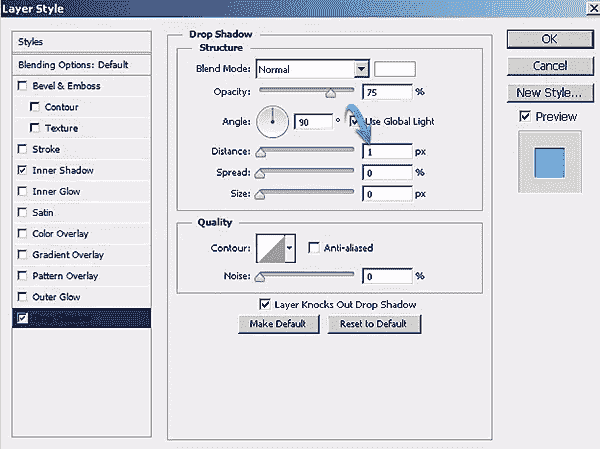 Layer Style
Styles
Blending Options: Default
Bevel & Emboss
Contour
Texture
Stroke
Inner Shadow
Inner Glow
Satin
Color Overlay
Gradient Overlay
Pattern Overlay
Outer Glow
Drop Shadow
Structure
Blend Mode: Normal
Opacity: 75 %
Angle: 90 ° Use Global Light
Distance: 1 px
Spread: 0 %
Size: 0 px
Quality
Contour: Anti-aliased
Noise: 0 %
Layer Knocks Out Drop Shadow
Make Default Reset to Default
OK
Cancel
New Style...
Preview